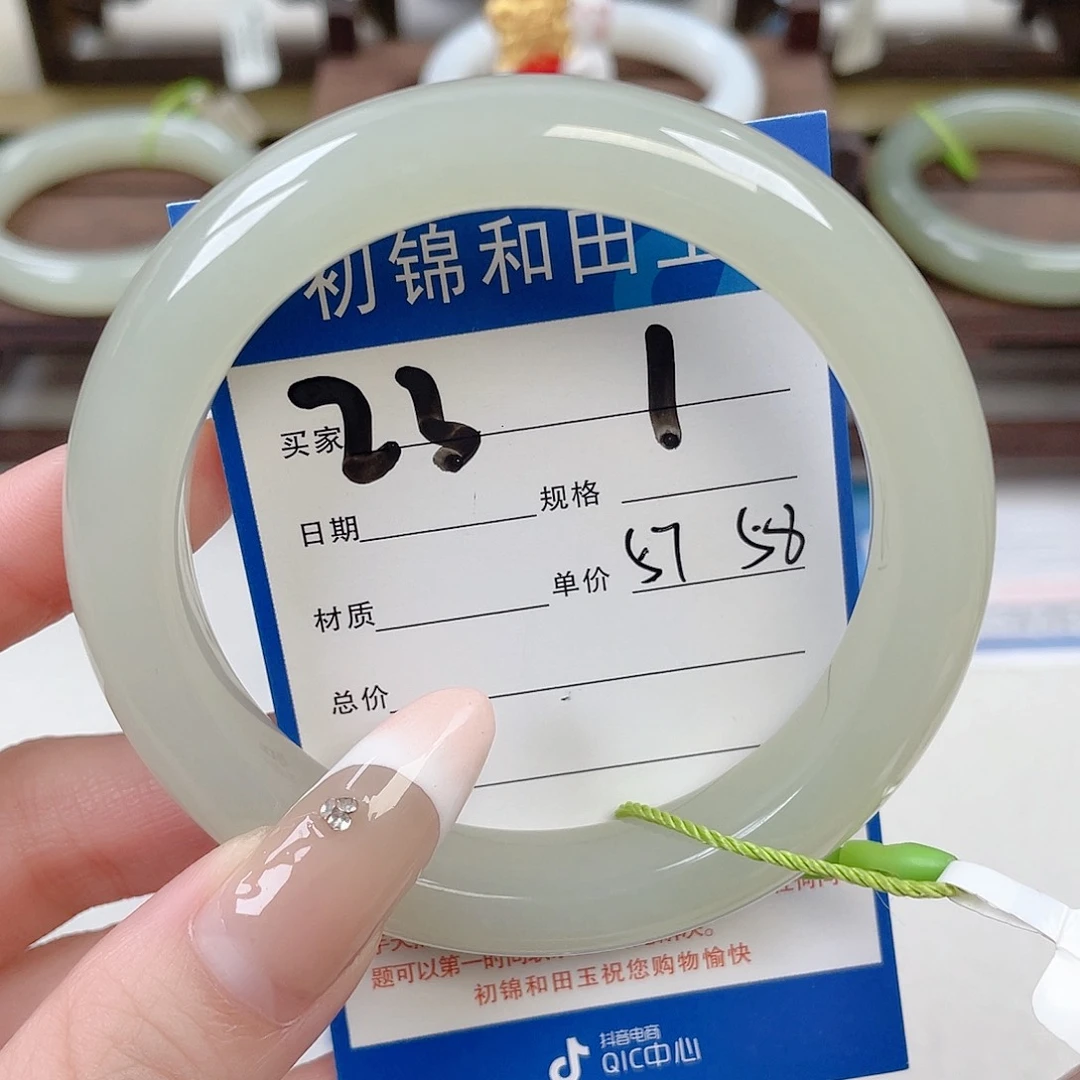 初锦和田玉
买家 23 1
日期 规格
材质 单价 57 58
总价
题可以第一时间
初锦和田玉祝您购物愉快
抖音电商
QIC中心